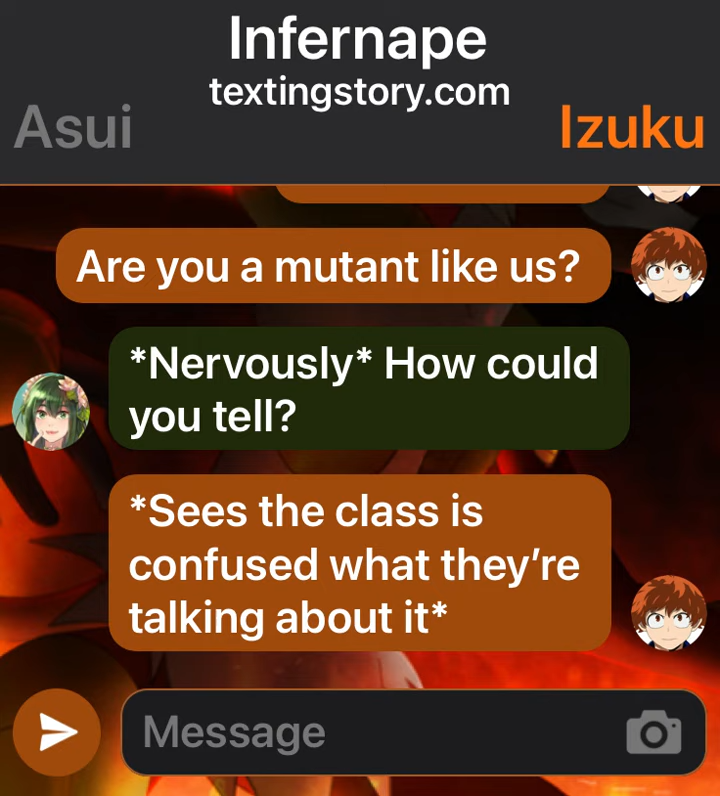 Infernape
textingstory.com
Asui
Izuku
Are you a mutant like us?
*Nervously* How could
you tell?
*Sees the class is
confused what they’re
talking about it*
Message